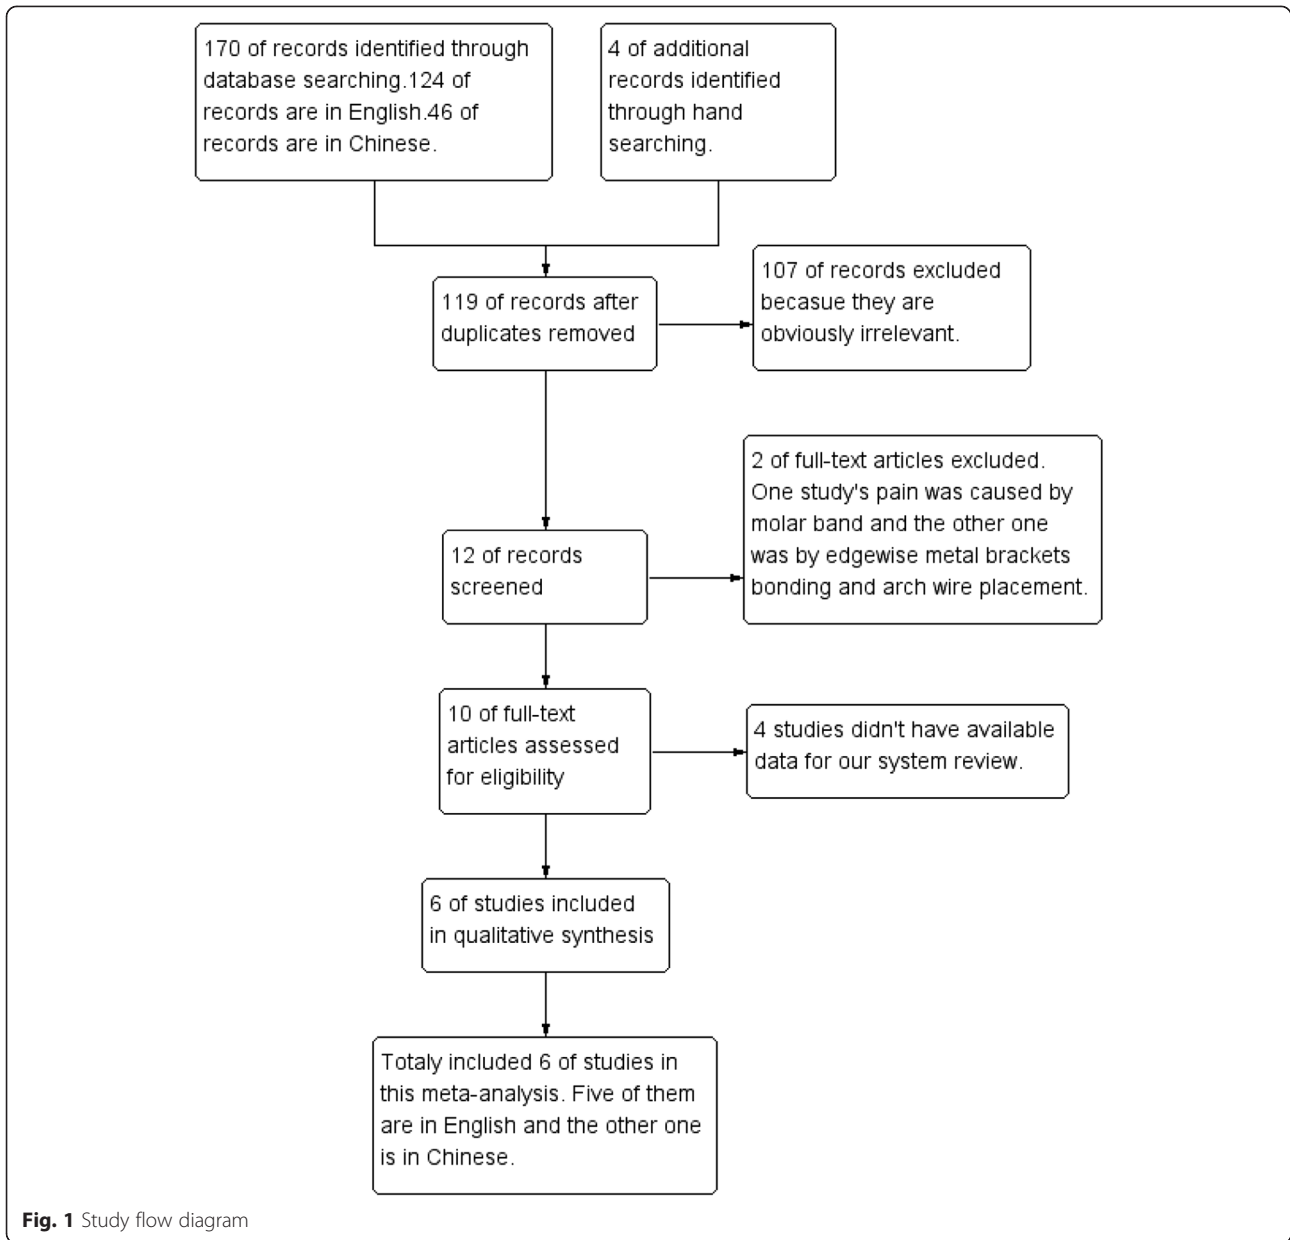 170 of records identified through
database searching.124 of
records are in English.46 of
records are in Chinese.
4 of additional
records identified
through hand
searching.
119 of records after
duplicates removed
107 of records excluded
becasue they are
obviously irrelevant.
12 of records
screened
2 of full-text articles excluded.
One study's pain was caused by
molar band and the other one
was by edgewise metal brackets
bonding and arch wire placement.
10 of full-text
articles assessed
for eligibility
4 studies didn't have available
data for our system review.
6 of studies included
in qualitative synthesis
Totaly included 6 of studies in
this meta-analysis. Five of them
are in English and the other one
is in Chinese.
Fig. 1 Study flow diagram